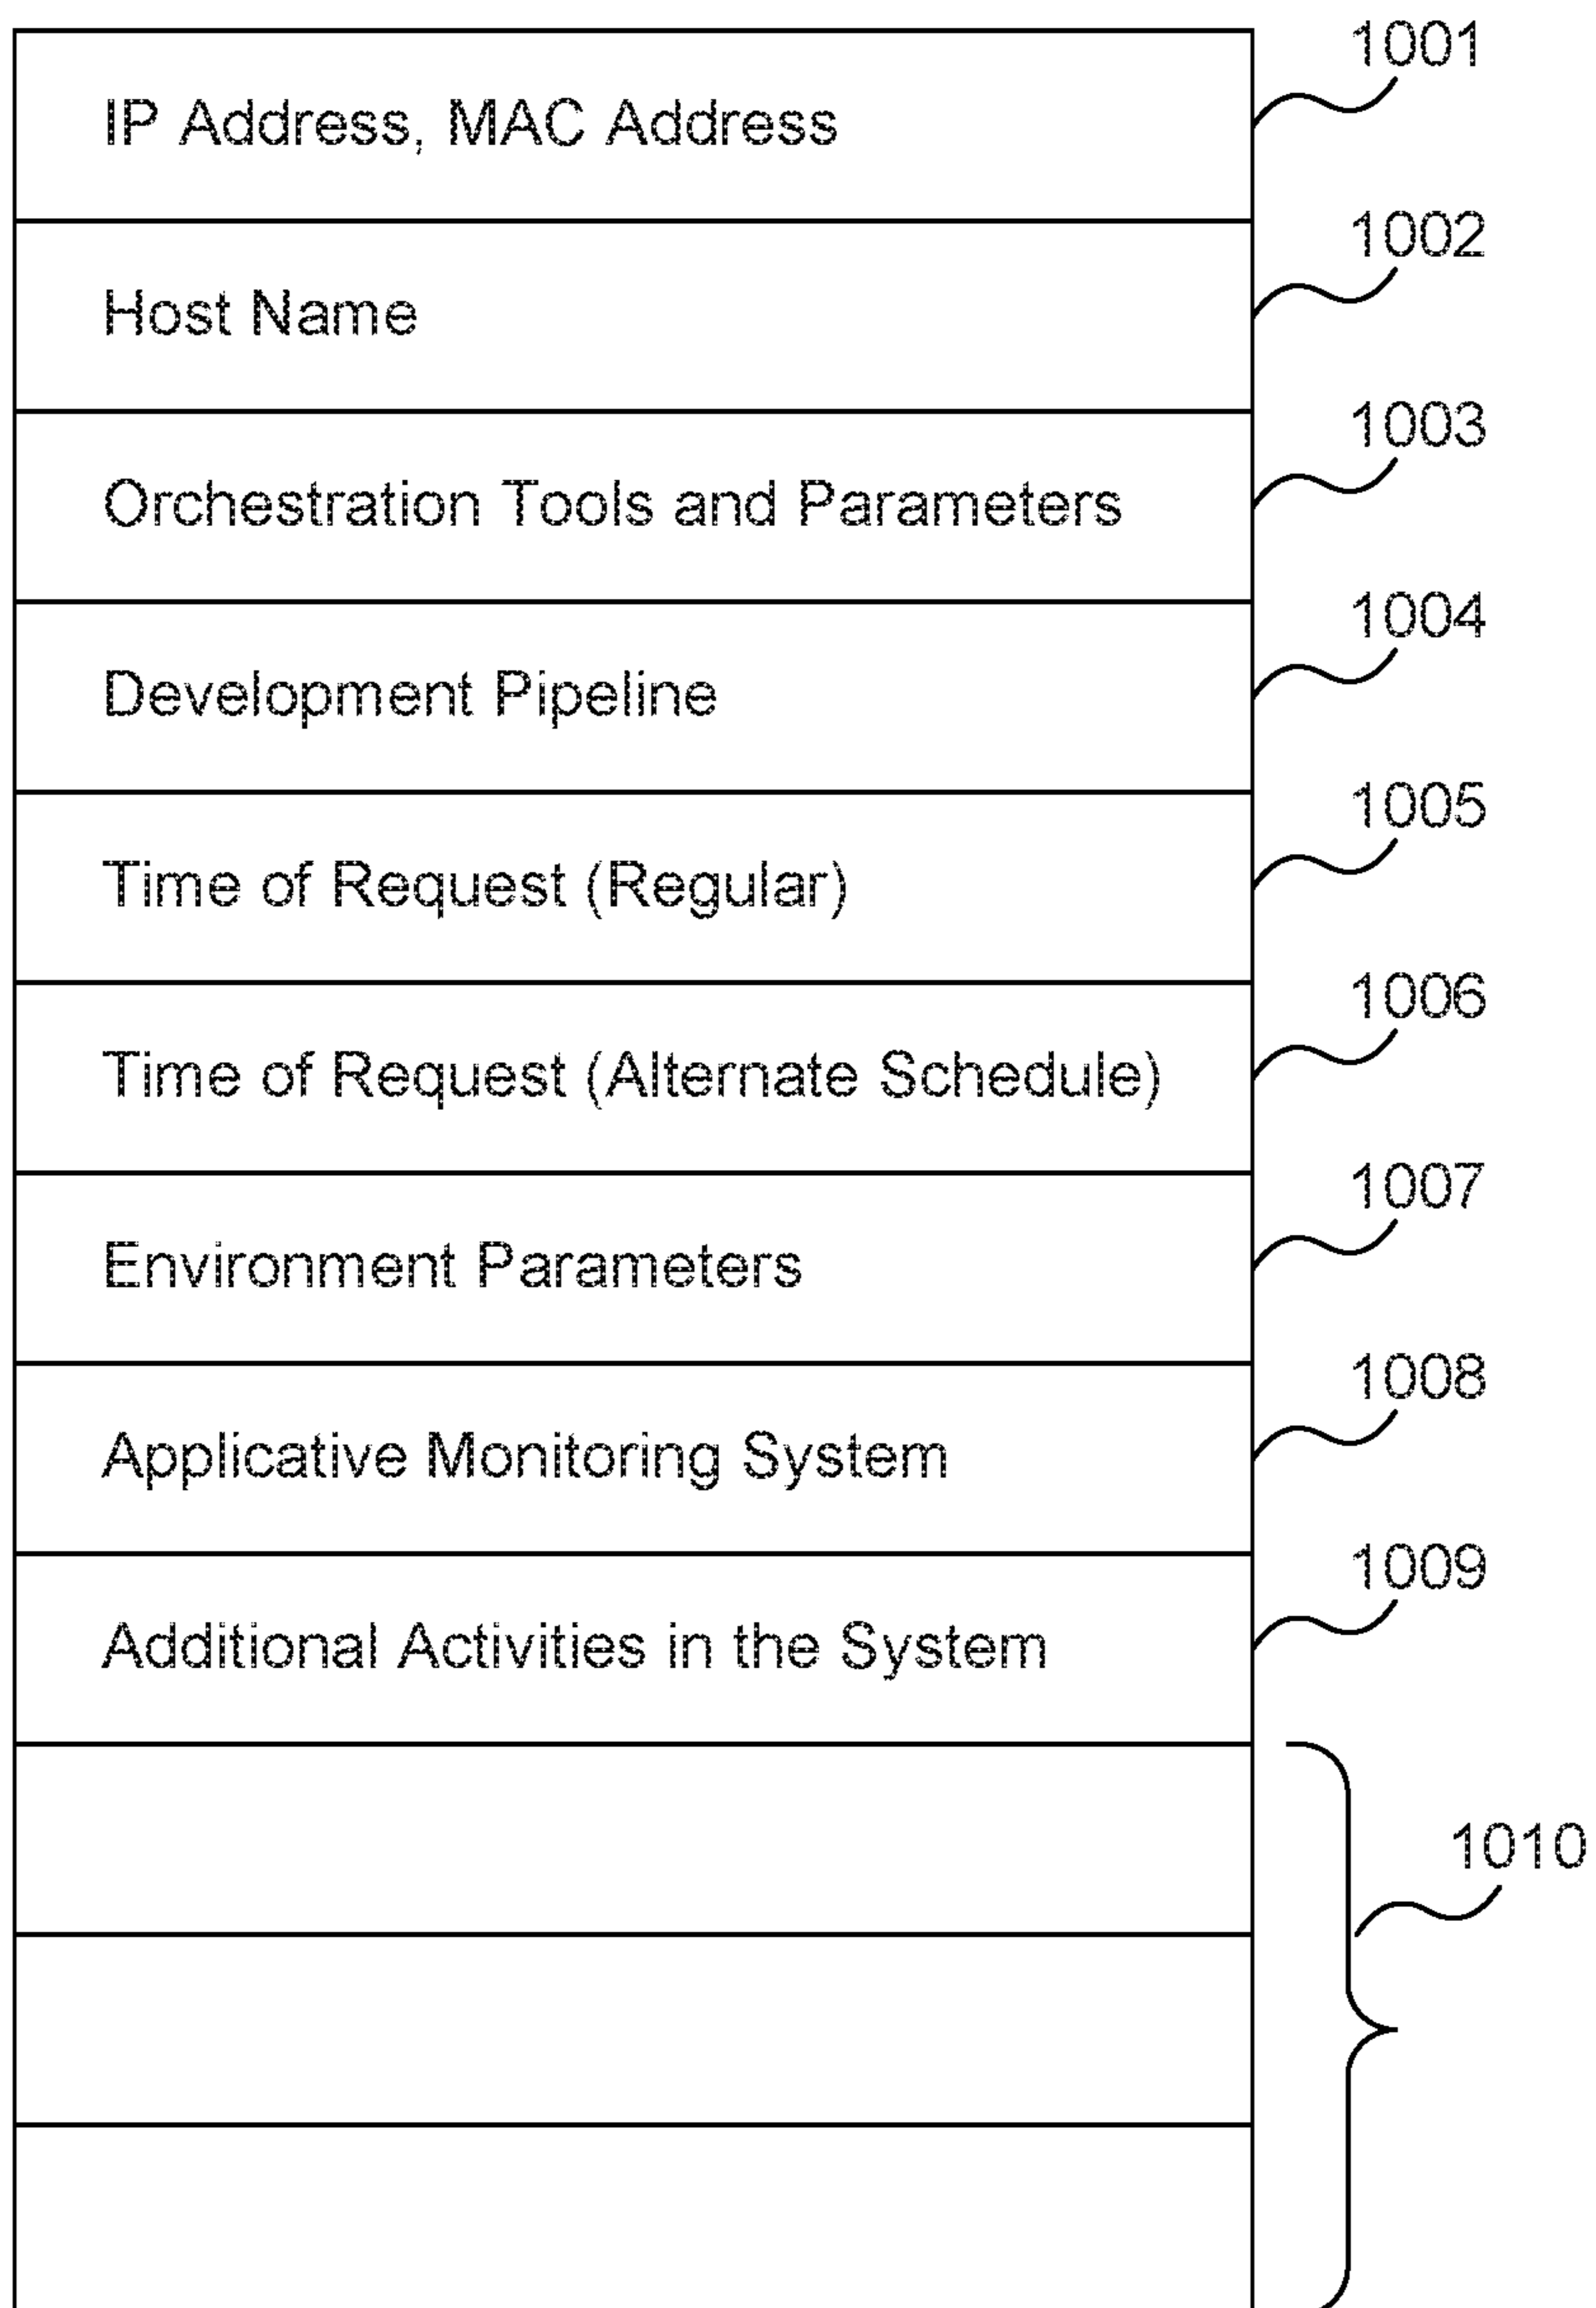 1001
IP Address, MAC Address
1002
Host Name
1003
Orchestration Tools and Parameters
1004
Development Pipeline
1005
Time of Request (Regular)
1006
Time of Request (Alternate Schedule)
1007
Environment Parameters
1008
Applicative Monitoring System
1009
Additional Activities in the System
1010